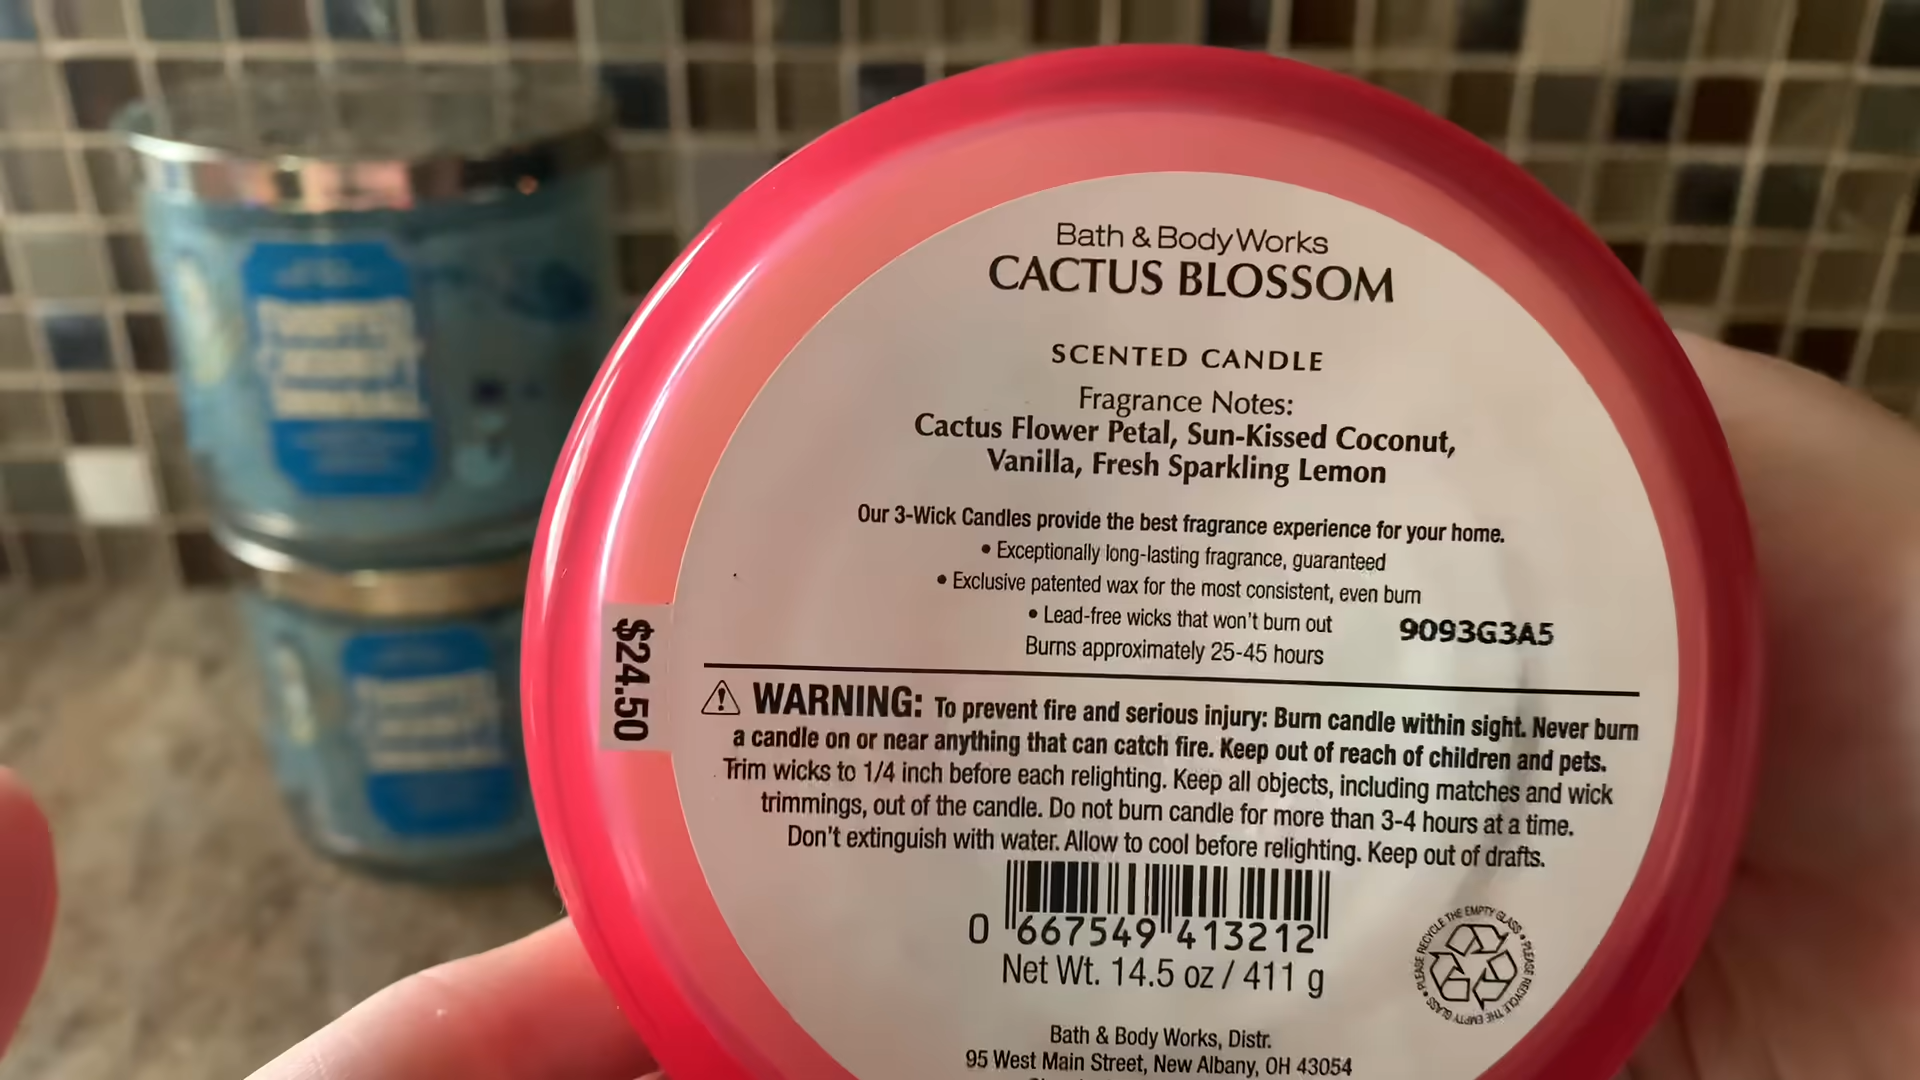 Bath & Body Works
CACTUS BLOSSOM
SCENTED CANDLE
Fragrance Notes:
Cactus Flower Petal, Sun-Kissed Coconut,
Vanilla, Fresh Sparkling Lemon
Our 3-Wick Candles provide the best fragrance experience for your home.
• Exceptionally long-lasting fragrance, guaranteed
• Exclusive patented wax for the most consistent, even burn
• Lead-free wicks that won't burn out
9093G3A5
Burns approximately 25-45 hours
$24.50
⚠ WARNING: To prevent fire and serious injury: Burn candle within sight. Never burn
a candle on or near anything that can catch fire. Keep out of reach of children and pets.
Trim wicks to 1/4 inch before each relighting. Keep all objects, including matches and wick
trimmings, out of the candle. Do not burn candle for more than 3-4 hours at a time.
Don't extinguish with water. Allow to cool before relighting. Keep out of drafts.
0 667549 413212
Net Wt. 14.5 oz / 411 g
PLEASE RECYCLE THE EMPTY GLASS • PLEASE RECYCLE THE EMPTY GLASS •
Bath & Body Works, Distr.
95 West Main Street, New Albany, OH 43054